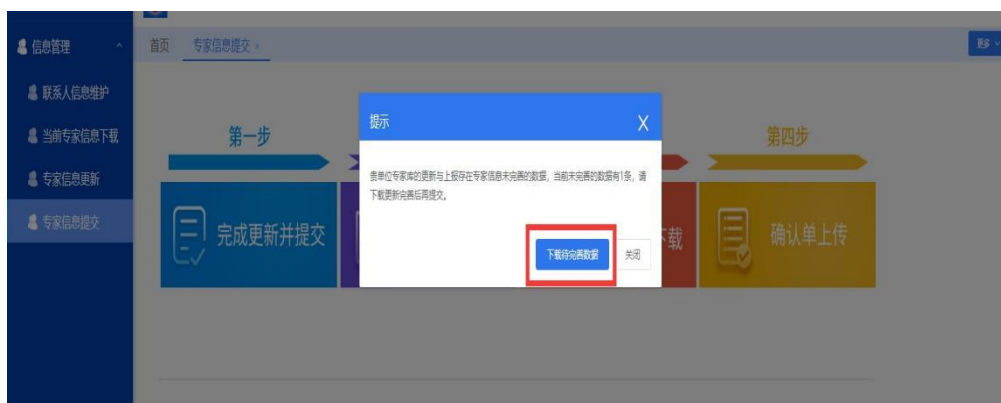 信息管理
首页 专家信息提交 ×
更多
联系人信息维护
当前专家信息下载
专家信息更新
专家信息提交
第一步
第四步
提示 X
贵单位专家库的更新与上报存在专家信息未完善的数据，当前未完善的数据有1条，请
下载更新完善后再提交。
下载待完善数据 关闭
完成更新并提交
下载
确认单上传